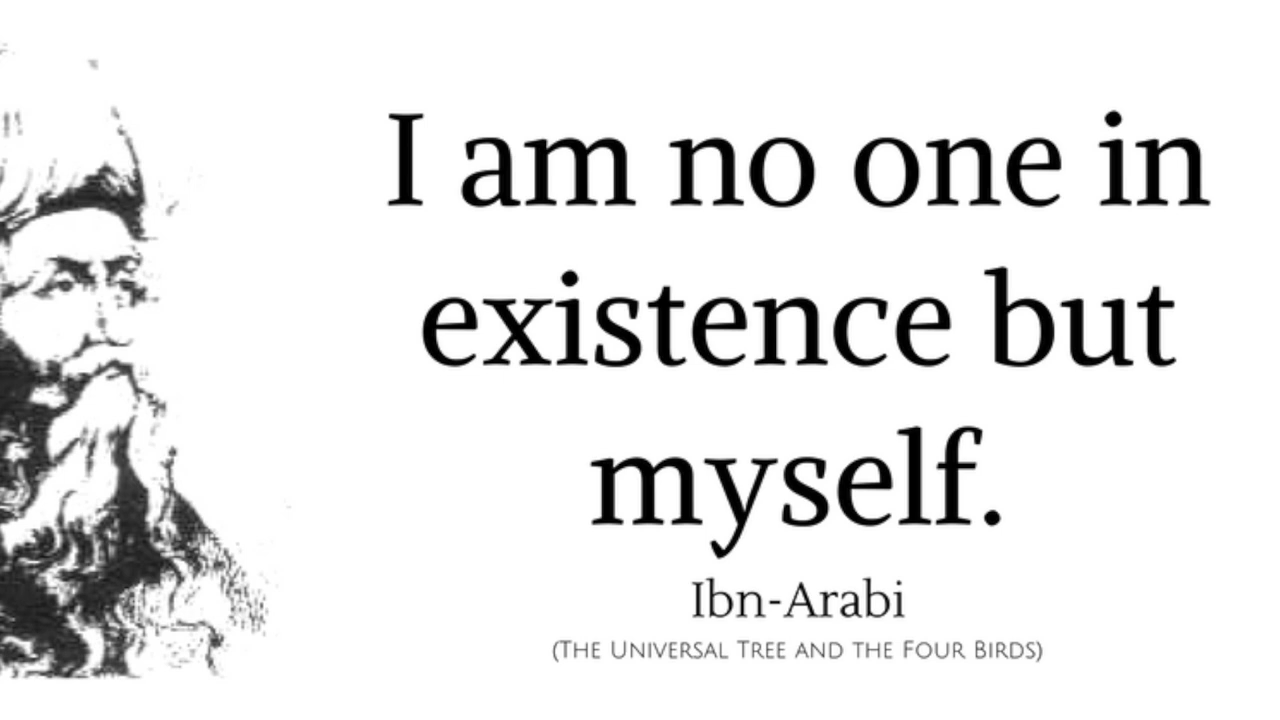 I am no one in
existence but
myself.
Ibn-Arabi
(The Universal Tree and the Four Birds)